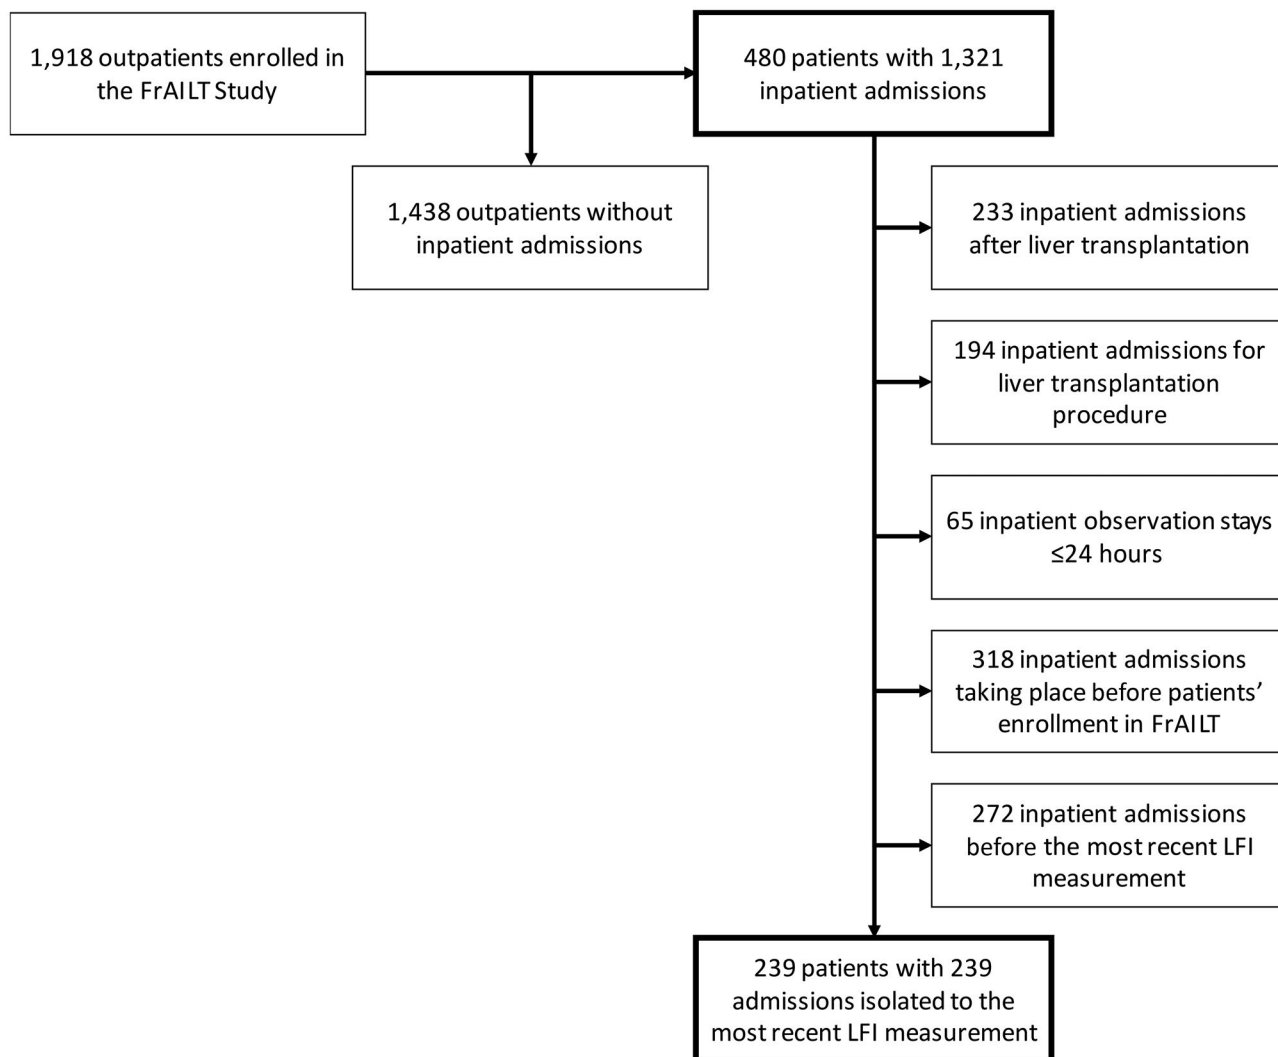 1,918 outpatients enrolled in
the FrAILT Study
480 patients with 1,321
inpatient admissions
1,438 outpatients without
inpatient admissions
233 inpatient admissions
after liver transplantation
194 inpatient admissions for
liver transplantation
procedure
65 inpatient observation stays
≤24 hours
318 inpatient admissions
taking place before patients’
enrollment in FrAILT
272 inpatient admissions
before the most recent LFI
measurement
239 patients with 239
admissions isolated to the
most recent LFI measurement